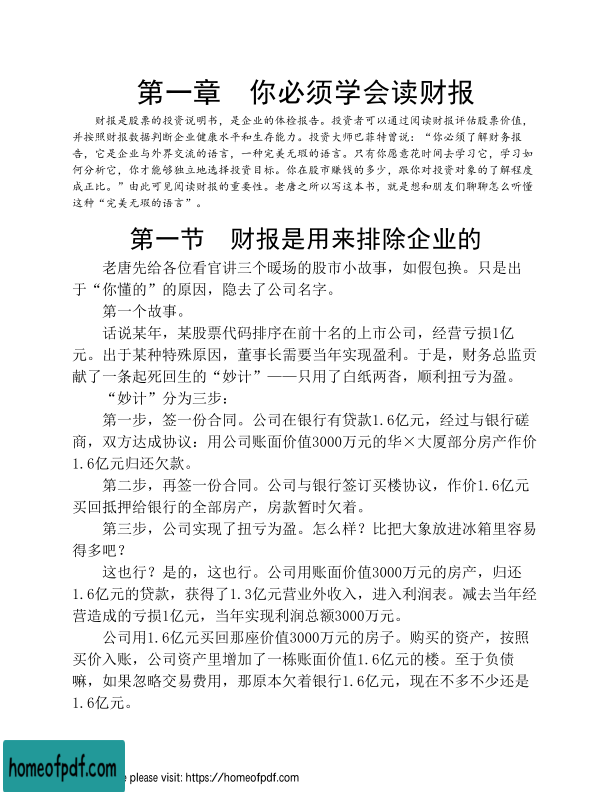 第一章　你必须学会读财报
财报是股票的投资说明书，是企业的体检报告。投资者可以通过阅读财报评估股票价值，
并按照财报数据判断企业健康水平和生存能力。投资大师巴菲特曾说：“你必须了解财务报
告，它是企业与外界交流的语言，一种完美无瑕的语言。只有你愿意花时间去学习它，学习如
何分析它，你才能够独立地选择投资目标。你在股市赚钱的多少，跟你对投资对象的了解程度
成正比。”由此可见阅读财报的重要性。老唐之所以写这本书，就是想和朋友们聊聊怎么听懂
这种“完美无瑕的语言”。
第一节　财报是用来排除企业的
老唐先给各位看官讲三个暖场的股市小故事，如假包换。只是出
于“你懂的”的原因，隐去了公司名字。
第一个故事。
话说某年，某股票代码排序在前十名的上市公司，经营亏损1亿
元。出于某种特殊原因，董事长需要当年实现盈利。于是，财务总监贡
献了一条起死回生的“妙计”——只用了白纸两沓，顺利扭亏为盈。
“妙计”分为三步：
第一步，签一份合同。公司在银行有贷款1.6亿元，经过与银行磋
商，双方达成协议：用公司账面价值3000万元的华×大厦部分房产作价
1.6亿元归还欠款。
第二步，再签一份合同。公司与银行签订买楼协议，作价1.6亿元
买回抵押给银行的全部房产，房款暂时欠着。
第三步，公司实现了扭亏为盈。怎么样？比把大象放进冰箱里容易
得多吧？
这也行？是的，这也行。公司用账面价值3000万元的房产，归还
1.6亿元的贷款，获得了1.3亿元营业外收入，进入利润表。减去当年经
营造成的亏损1亿元，当年实现利润总额3000万元。
公司用1.6亿元买回那座价值3000万元的房子。购买的资产，按照
买价入账，公司资产里增加了一栋账面价值1.6亿元的楼。至于负债
嘛，如果忽略交易费用，那原本欠着银行1.6亿元，现在不多不少还是
1.6亿元。
homeofpdf.com
please visit: https://homeofpdf.com